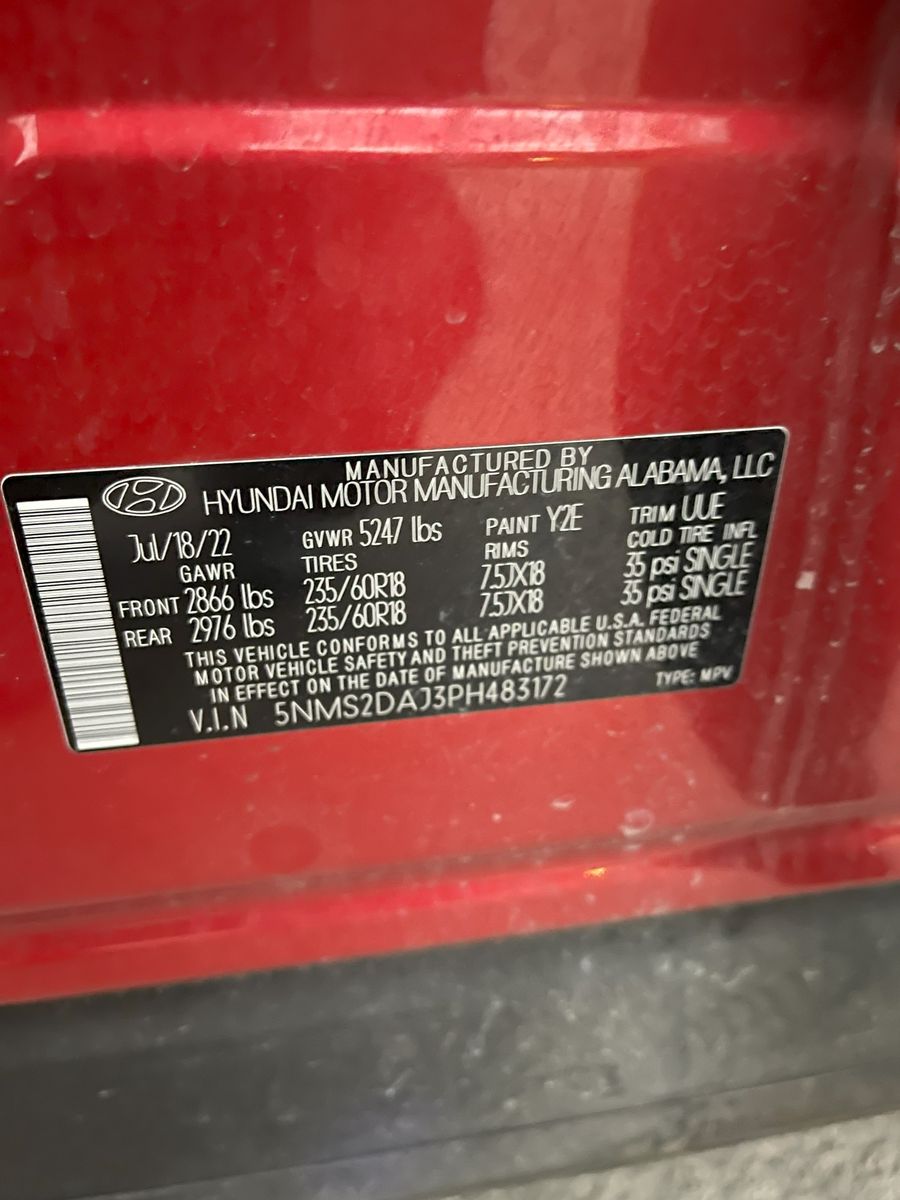 MANUFACTURED BY
HYUNDAI MOTOR MANUFACTURING ALABAMA, LLC
Jul/18/22 GVWR 5247 lbs PAINT Y2E TRIM UUE
GAWR TIRES RIMS COLD TIRE INFL
FRONT 2866 lbs 235/60R18 7.5JX18 35 psi SINGLE
REAR 2976 lbs 235/60R18 7.5JX18 35 psi SINGLE
THIS VEHICLE CONFORMS TO ALL APPLICABLE U.S.A. FEDERAL
MOTOR VEHICLE SAFETY AND THEFT PREVENTION STANDARDS
IN EFFECT ON THE DATE OF MANUFACTURE SHOWN ABOVE
V.I.N 5NMS2DAJ3PH483172 TYPE: MPV